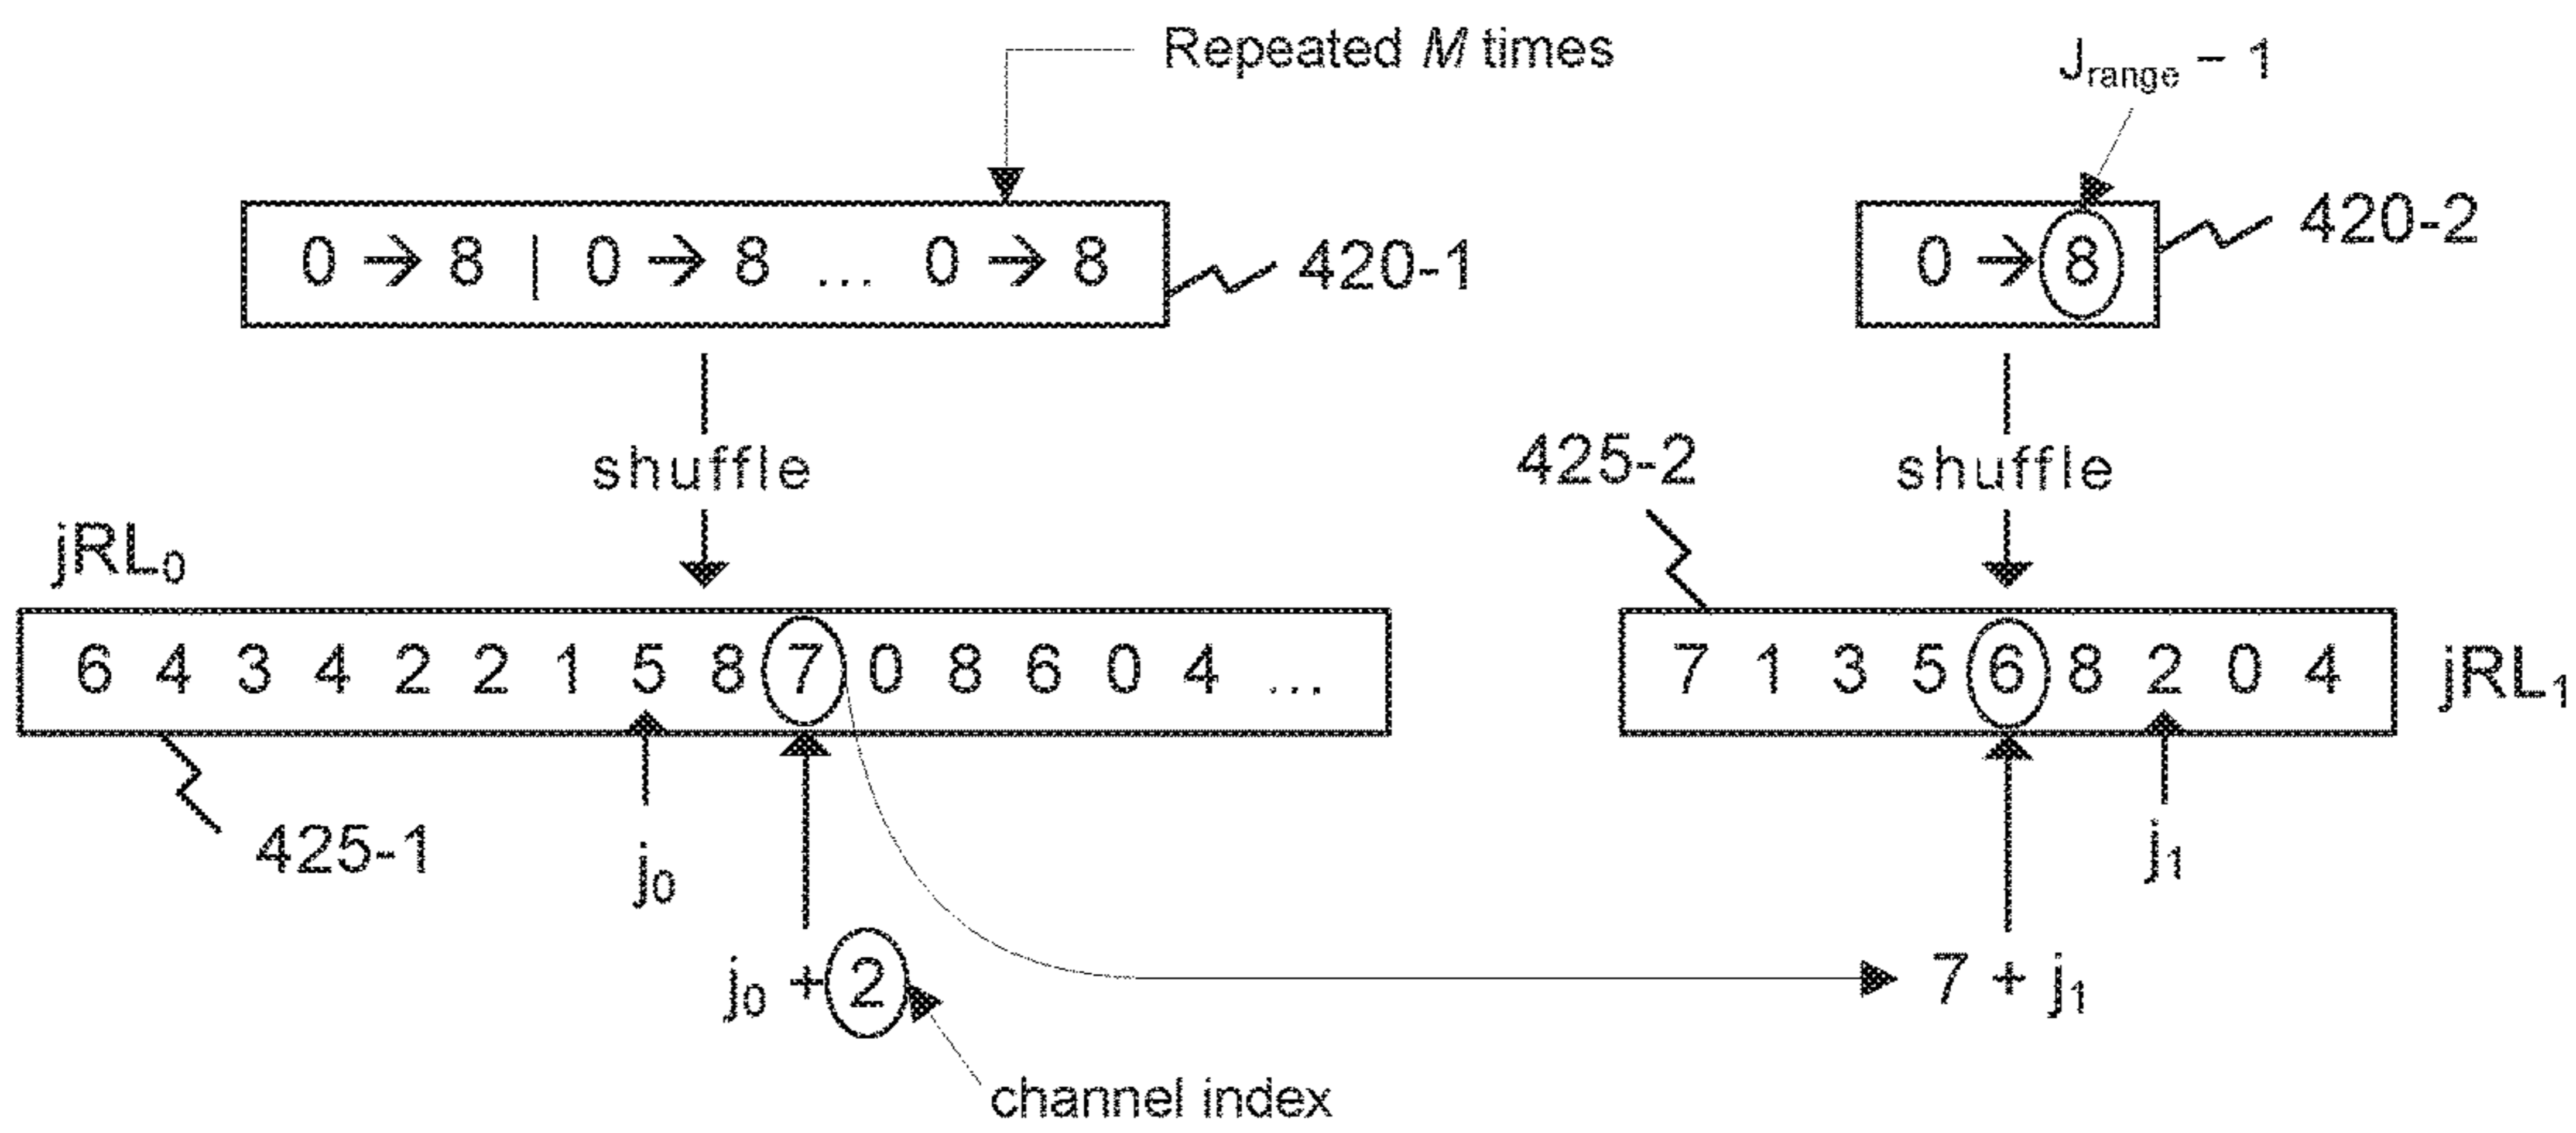 Repeated M times
Jrange – 1
0 → 8 | 0 → 8 ... 0 → 8
420-1
0 → 8
420-2
shuffle
425-2
shuffle
jRL0
6 4 3 4 2 2 1 5 8 7 0 8 6 0 4 ...
7 1 3 5 6 8 2 0 4
jRL1
425-1
j0
j1
j0 + 2
7 + j1
channel index